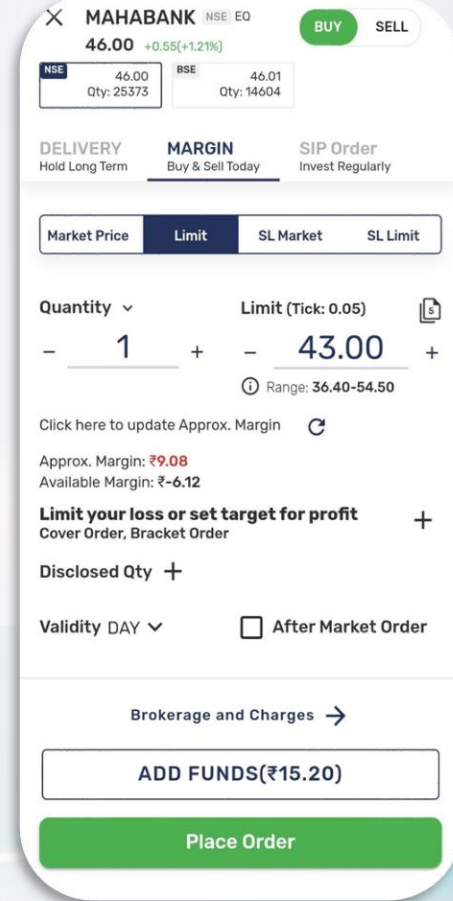 X MAHABANK NSE EQ
BUY SELL
46.00 +0.55(+1.21%)
NSE 46.00 BSE 46.01
Qty: 25373 Qty: 14604
DELIVERY MARGIN SIP Order
Hold Long Term Buy & Sell Today Invest Regularly
Market Price Limit SL Market SL Limit
Quantity Limit (Tick: 0.05) 5
- 1 + - 43.00 +
Range: 36.40-54.50
Click here to update Approx. Margin
Approx. Margin: ₹9.08
Available Margin: ₹-6.12
Limit your loss or set target for profit +
Cover Order, Bracket Order
Disclosed Qty +
Validity DAY After Market Order
Brokerage and Charges →
ADD FUNDS(₹15.20)
Place Order